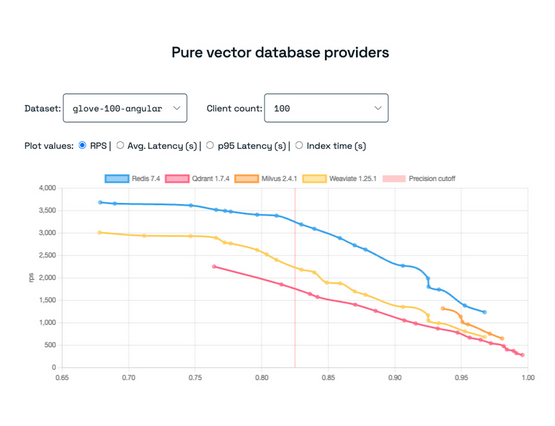 Pure vector database providers
Dataset: glove-100-angular Client count: 100
Plot values: RPS | Avg. Latency (s) | p95 Latency (s) | Index time (s)
Redis 7.4 Qdrant 1.7.4 Milvus 2.4.1 Weaviate 1.25.1 Precision cutoff
4,000
3,500
3,000
2,500
2,000
rps
1,500
1,000
500
0
0.65 0.70 0.75 0.80 0.85 0.90 0.95 1.00